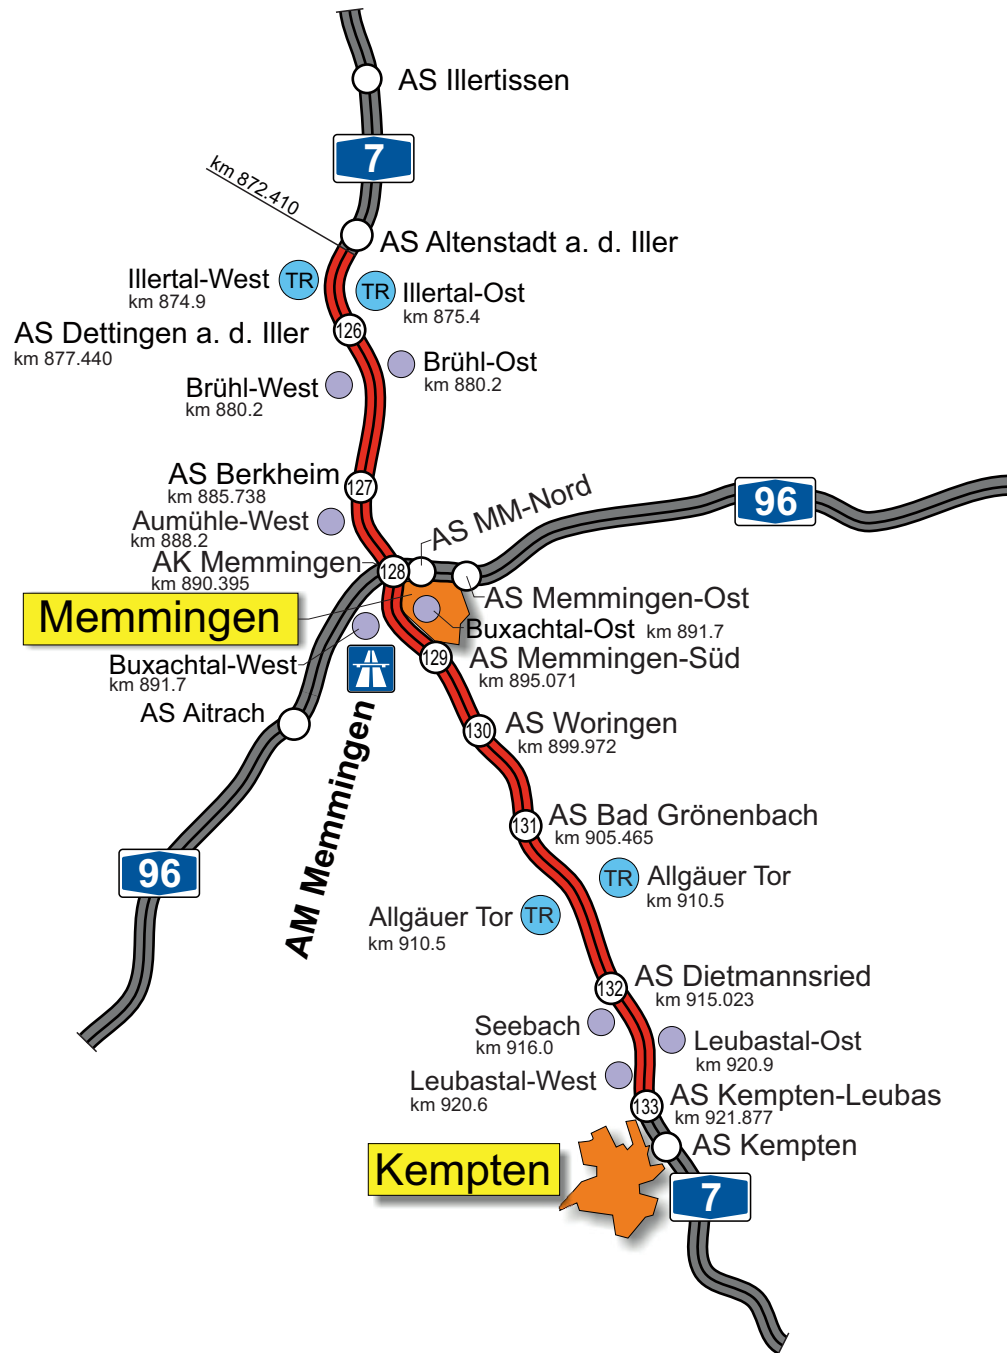 AS Illertissen
7
km 872.410
AS Altenstadt a. d. Iller
Illertal-West
km 874.9
TR
TR
Illertal-Ost
km 875.4
AS Dettingen a. d. Iller
km 877.440
126
Brühl-Ost
km 880.2
Brühl-West
km 880.2
AS Berkheim
km 885.738
127
96
AS MM-Nord
Aumühle-West
km 888.2
AK Memmingen
km 890.395
128
AS Memmingen-Ost
Memmingen
Buxachtal-Ost km 891.7
Buxachtal-West
km 891.7
129
AS Memmingen-Süd
km 895.071
AS Aitrach
AM Memmingen
130
AS Woringen
km 899.972
131
AS Bad Grönenbach
km 905.465
96
TR
Allgäuer Tor
km 910.5
Allgäuer Tor
km 910.5
TR
132
AS Dietmannsried
km 915.023
Seebach
km 916.0
Leubastal-Ost
km 920.9
Leubastal-West
km 920.6
133
AS Kempten-Leubas
km 921.877
AS Kempten
Kempten
7